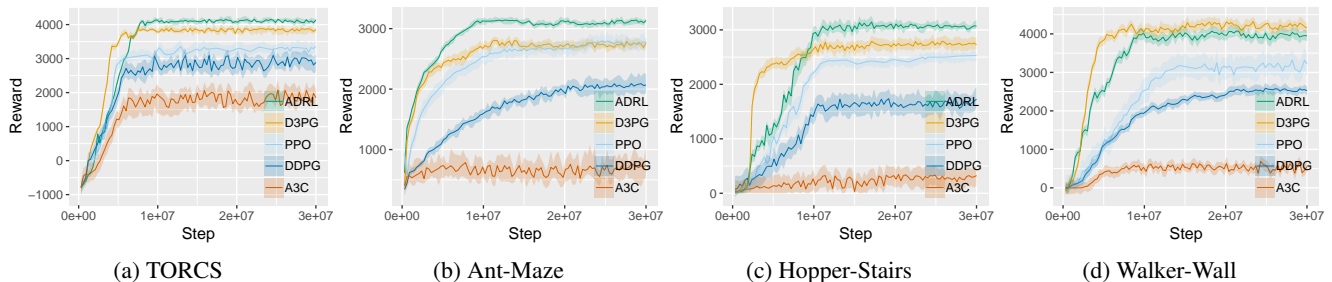 4000
3000
2000
1000
0
−1000
Reward
0e+00 1e+07 2e+07 3e+07
Step
ADRL
D3PG
PPO
DDPG
A3C
(a) TORCS
3000
2000
1000
Reward
0e+00 1e+07 2e+07 3e+07
Step
ADRL
D3PG
PPO
DDPG
A3C
(b) Ant-Maze
3000
2000
1000
0
Reward
0e+00 1e+07 2e+07 3e+07
Step
ADRL
D3PG
PPO
DDPG
A3C
(c) Hopper-Stairs
4000
3000
2000
1000
0
Reward
0e+00 1e+07 2e+07 3e+07
Step
ADRL
D3PG
PPO
DDPG
A3C
(d) Walker-Wall